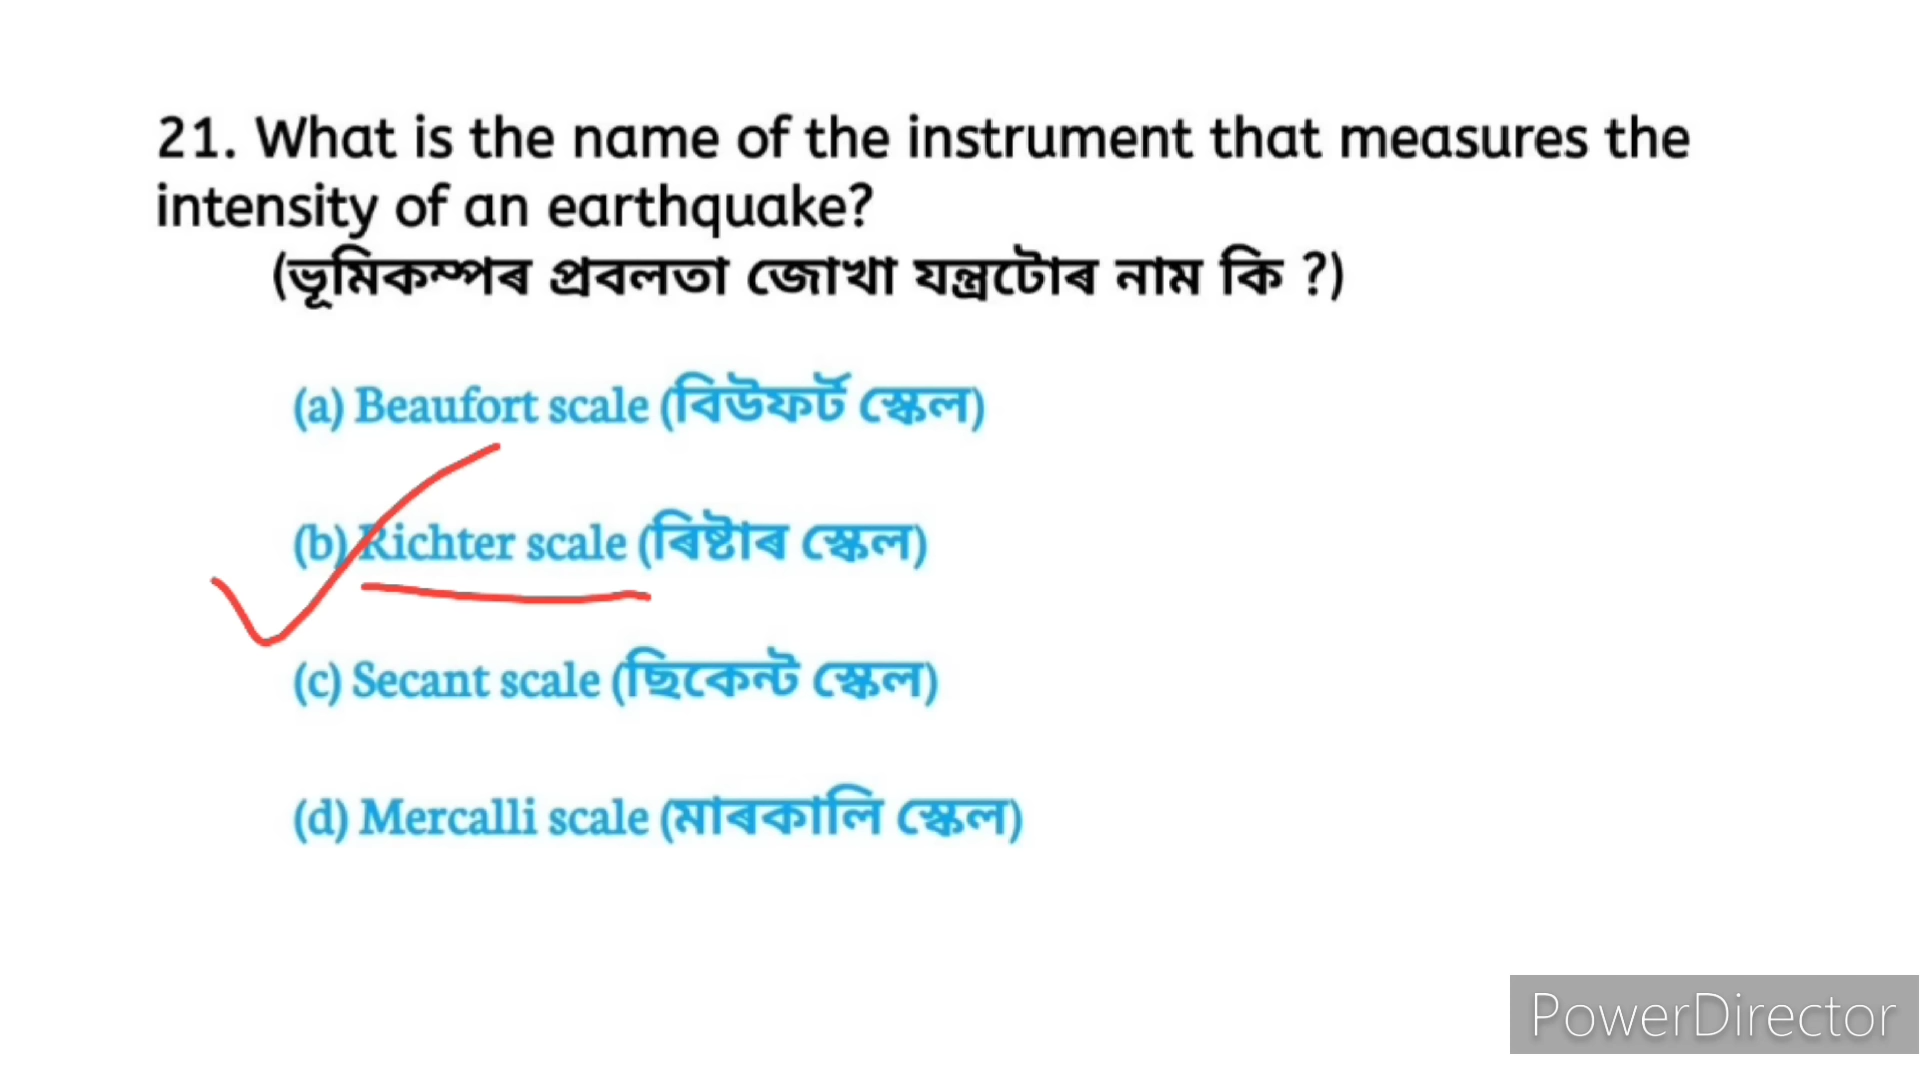 21. What is the name of the instrument that measures the
intensity of an earthquake?
(ভূমিকম্পৰ প্ৰবলতা জোখা যন্ত্ৰটোৰ নাম কি ?)
(a) Beaufort scale (বিউফৰ্ট স্কেল)
(b) Richter scale (ৰিষ্টাৰ স্কেল)
(c) Secant scale (ছিকেন্ট স্কেল)
(d) Mercalli scale (মাৰকালি স্কেল)
PowerDirector